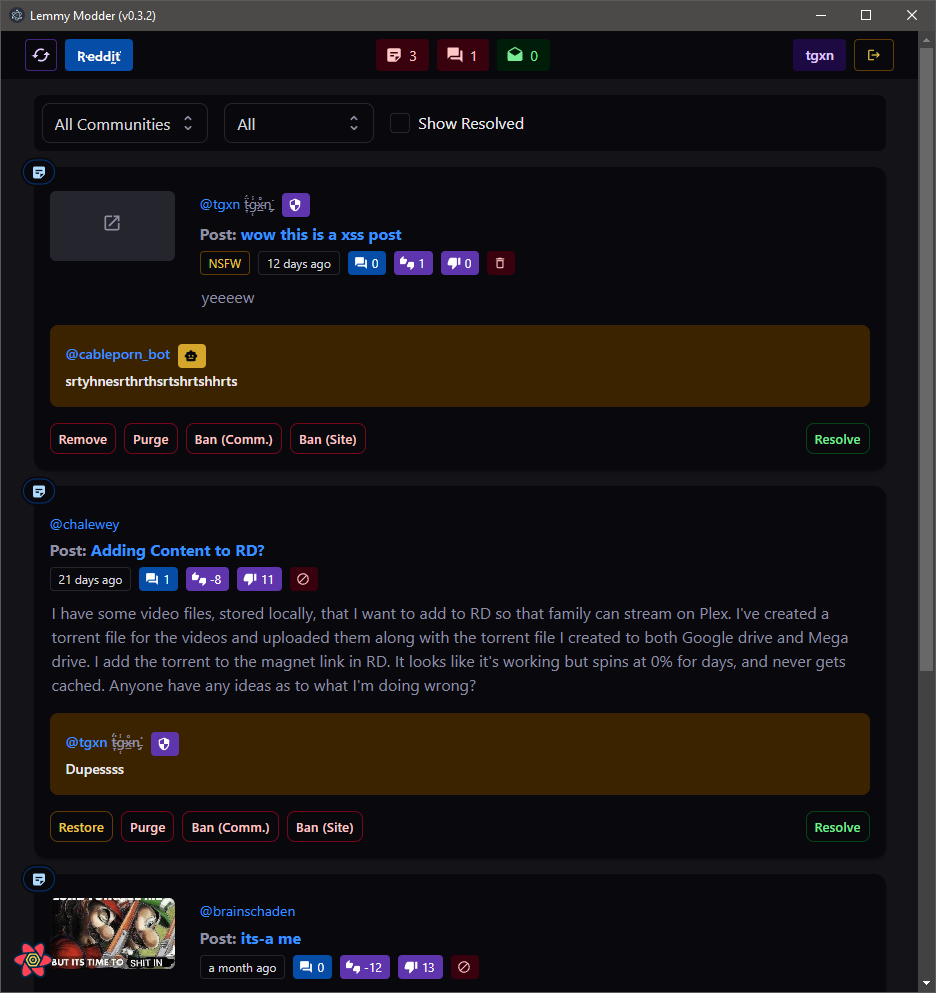 Lemmy Modder (v0.3.2)
Reddit
3
1
0
tgxn
All Communities
All
Show Resolved
@tgxn
Post: wow this is a xss post
NSFW 12 days ago 0 1 0
yeeeew
@cableporn_bot
srtyhnesrthrthsrtshrtshhrts
Remove Purge Ban (Comm.) Ban (Site) Resolve
@chalewey
Post: Adding Content to RD?
21 days ago 1 -8 11
I have some video files, stored locally, that I want to add to RD so that family can stream on Plex. I've created a
torrent file for the videos and uploaded them along with the torrent file I created to both Google drive and Mega
drive. I add the torrent to the magnet link in RD. It looks like it's working but spins at 0% for days, and never gets
cached. Anyone have any ideas as to what I'm doing wrong?
@tgxn
Dupessss
Restore Purge Ban (Comm.) Ban (Site) Resolve
BUT ITS TIME TO SHIT IN
@brainschaden
Post: its-a me
a month ago 0 -12 13